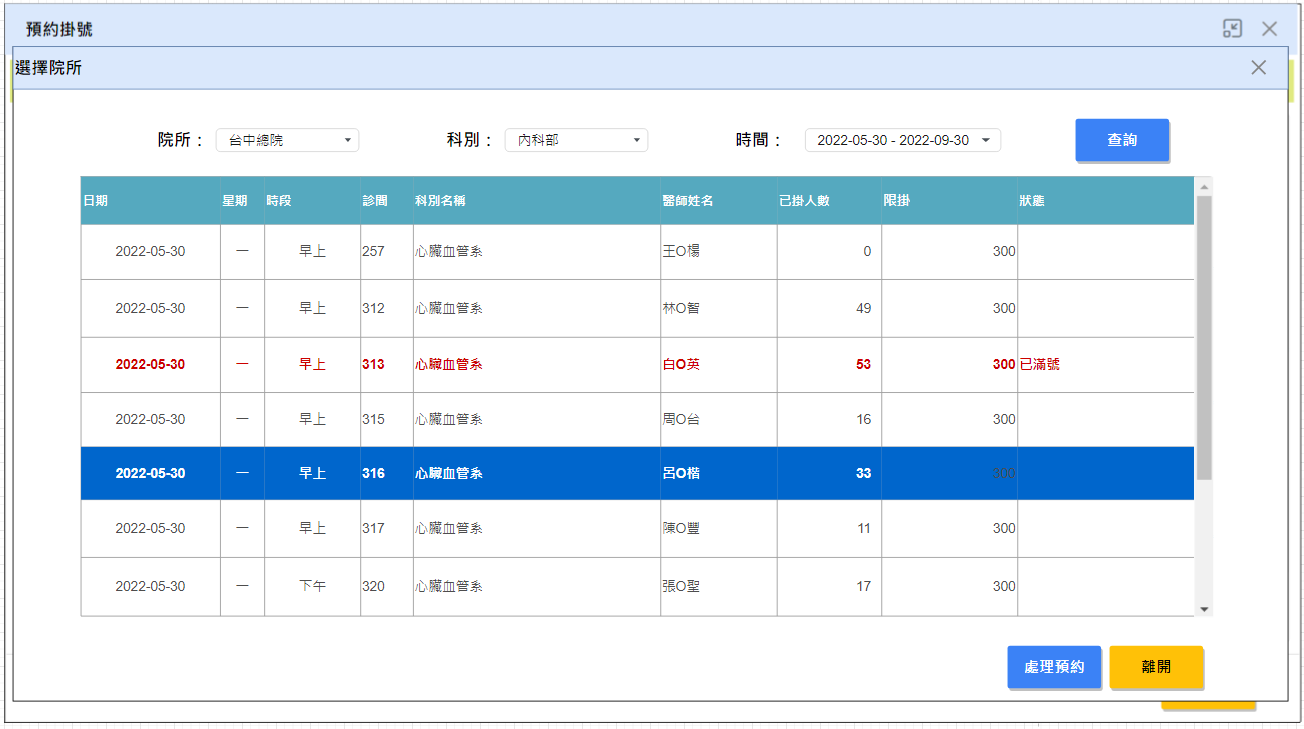 預約掛號
選擇院所
院所： 台中總院 科別： 內科部 時間： 2022-05-30 - 2022-09-30 查詢
日期 星期 時段 診間 科別名稱 醫師姓名 已掛人數 限掛 狀態
2022-05-30 一 早上 257 心臟血管系 王O楊 0 300
2022-05-30 一 早上 312 心臟血管系 林O智 49 300
2022-05-30 一 早上 313 心臟血管系 白O英 53 300 已滿號
2022-05-30 一 早上 315 心臟血管系 周O台 16 300
2022-05-30 一 早上 316 心臟血管系 呂O楷 33 300
2022-05-30 一 早上 317 心臟血管系 陳O豐 11 300
2022-05-30 一 下午 320 心臟血管系 張O聖 17 300
處理預約 離開